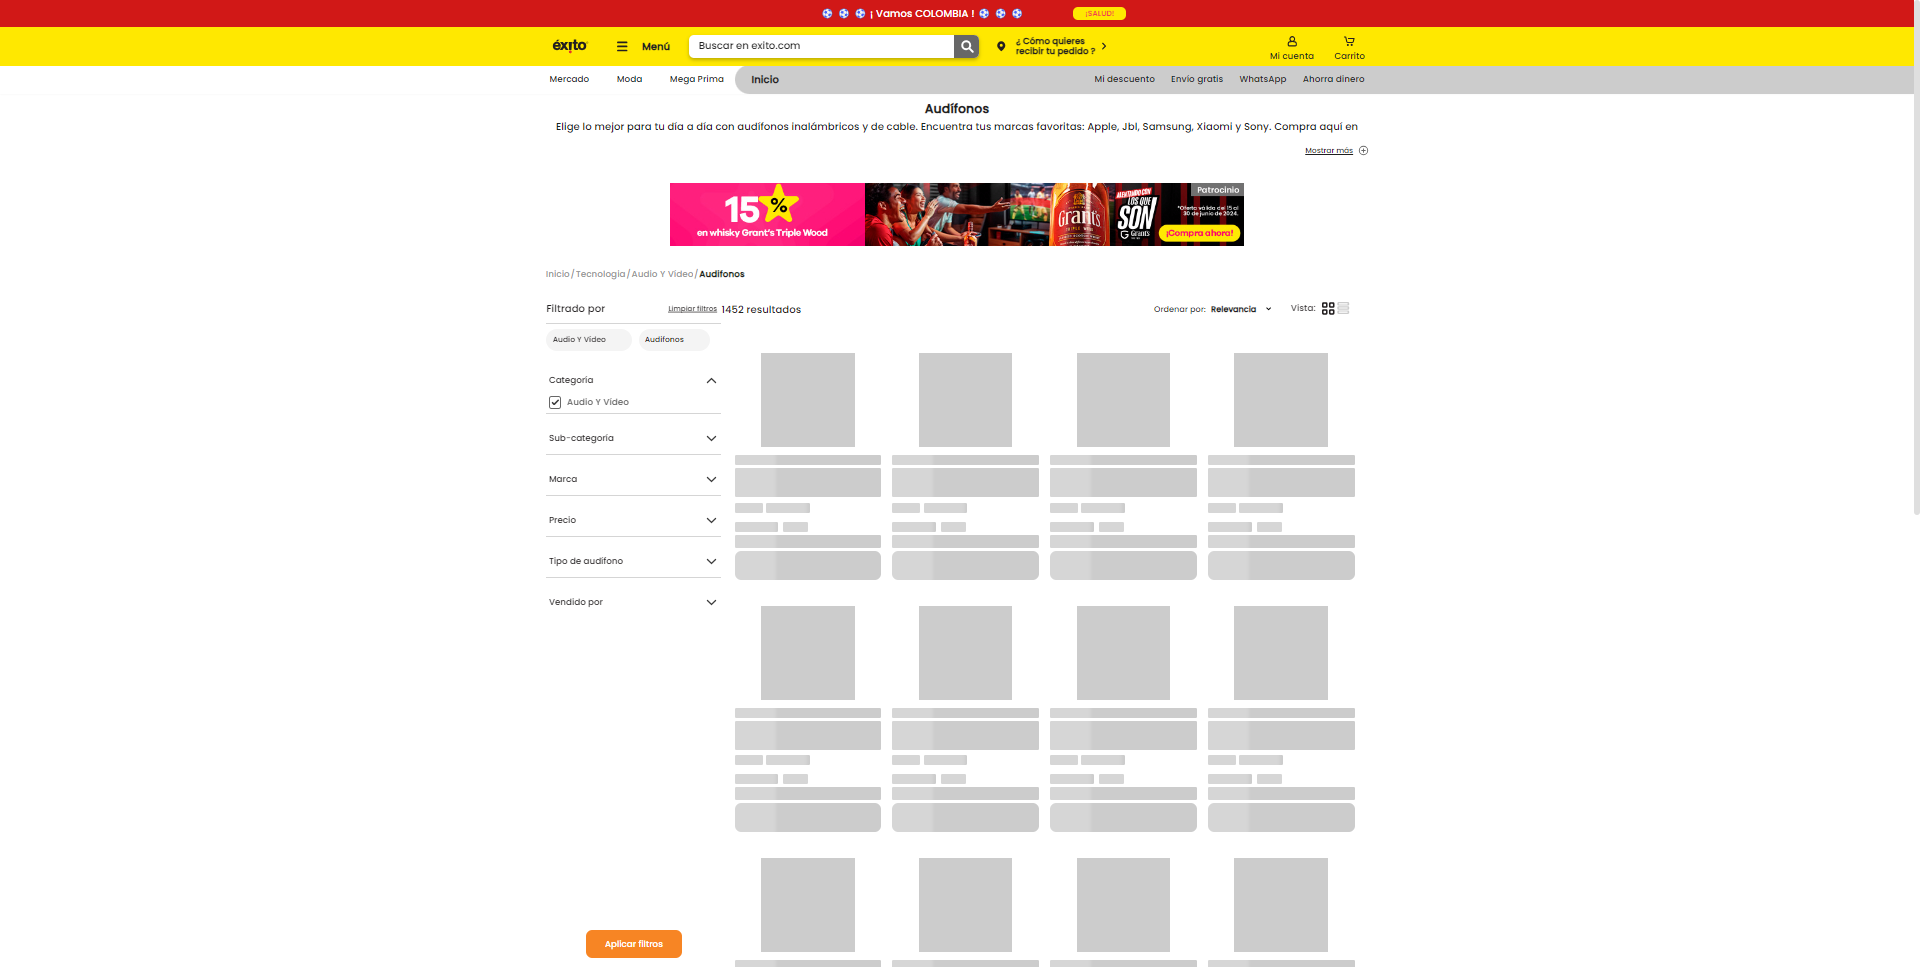 ¡ Vamos COLOMBIA !
¡SALUD!
éxito
Menú
Buscar en exito.com
¿ Cómo quieres
recibir tu pedido ?
Mi cuenta
Carrito
Mercado
Moda
Mega Prima
Inicio
Mi descuento
Envío gratis
WhatsApp
Ahorra dinero
Audífonos
Elige lo mejor para tu día a día con audífonos inalámbricos y de cable. Encuentra tus marcas favoritas: Apple, Jbl, Samsung, Xiaomi y Sony. Compra aquí en
Mostrar más
15%
en whisky Grant's Triple Wood
Grant's
ALENTANDO CON
LOS QUE
SON
Grant's
Patrocinio
*Oferta válida del 15 al
30 de junio de 2024.
¡Compra ahora!
Inicio / Tecnología / Audio Y Video / Audífonos
Filtrado por
Limpiar filtros
1452 resultados
Ordenar por: Relevancia
Vista:
Audio Y Video
Audifonos
Categoría
Audio Y Video
Sub-categoría
Marca
Precio
Tipo de audífono
Vendido por
Aplicar filtros